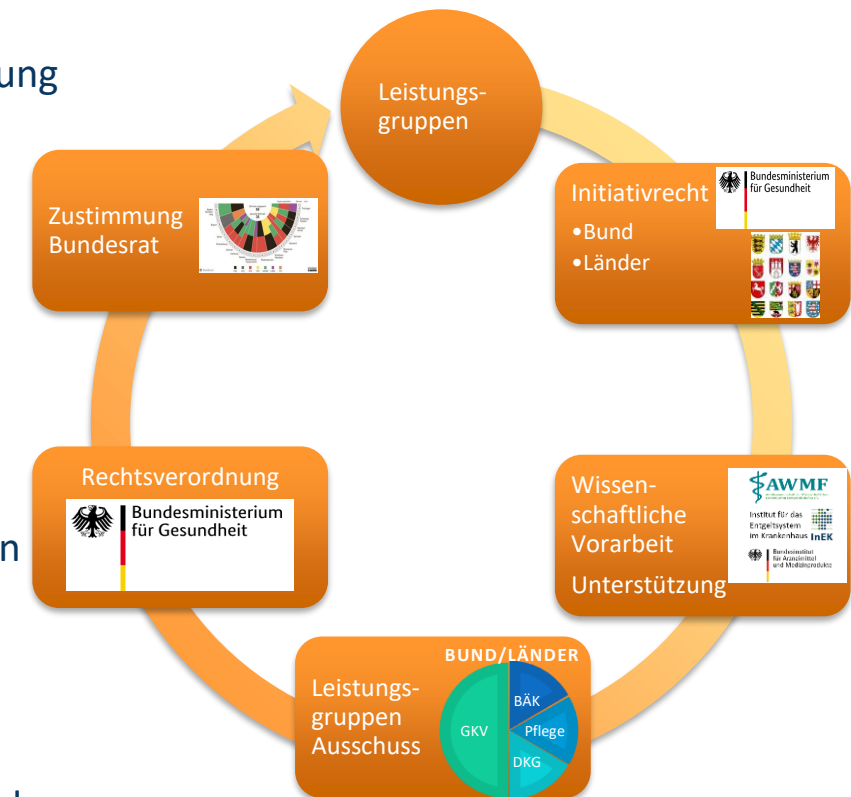 ung
Leistungs-
gruppen
Initiativrecht
•Bund
•Länder
Bundesministerium
für Gesundheit
Wissen-
schaftliche
Vorarbeit
Unterstützung
AWMF
Institut für das
Entgeltsystem
im Krankenhaus InEK
Bundesinstitut
für Arzneimittel
und Medizinprodukte
BUND/LÄNDER
Leistungs-
gruppen
Ausschuss
GKV
BÄK
Pflege
DKG
Rechtsverordnung
Bundesministerium
für Gesundheit
n
Zustimmung
Bundesrat